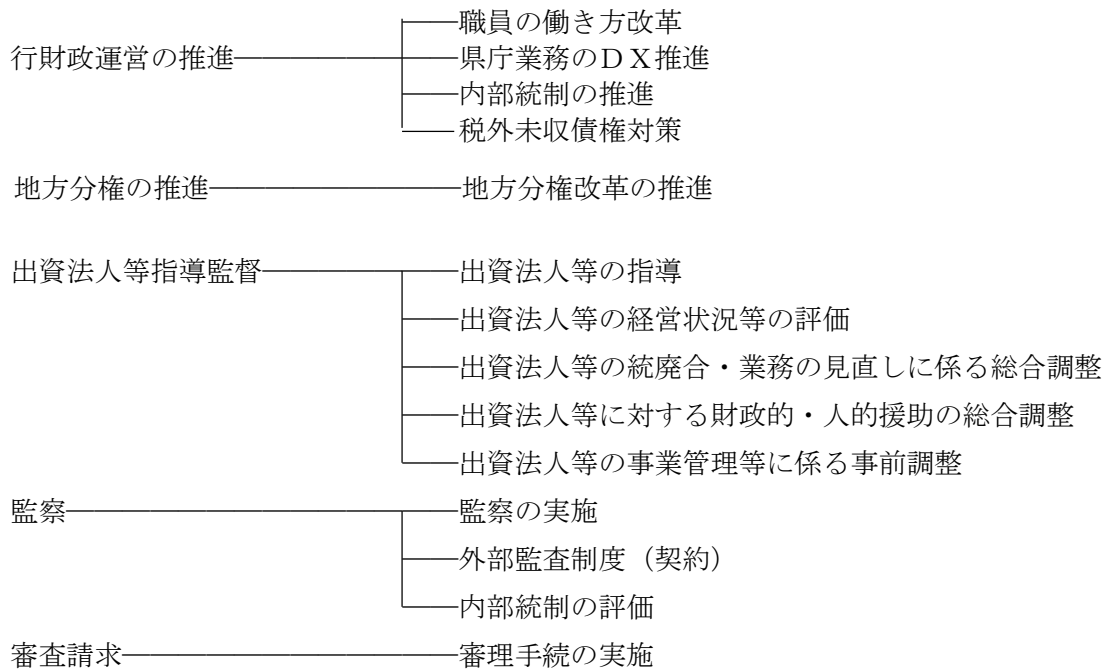 職員の働き方改革
行財政運営の推進 県庁業務のＤＸ推進
内部統制の推進
税外未収債権対策
地方分権の推進 地方分権改革の推進
出資法人等指導監督 出資法人等の指導
出資法人等の経営状況等の評価
出資法人等の統廃合・業務の見直しに係る総合調整
出資法人等に対する財政的・人的援助の総合調整
出資法人等の事業管理等に係る事前調整
監察 監察の実施
外部監査制度（契約）
内部統制の評価
審査請求 審理手続の実施